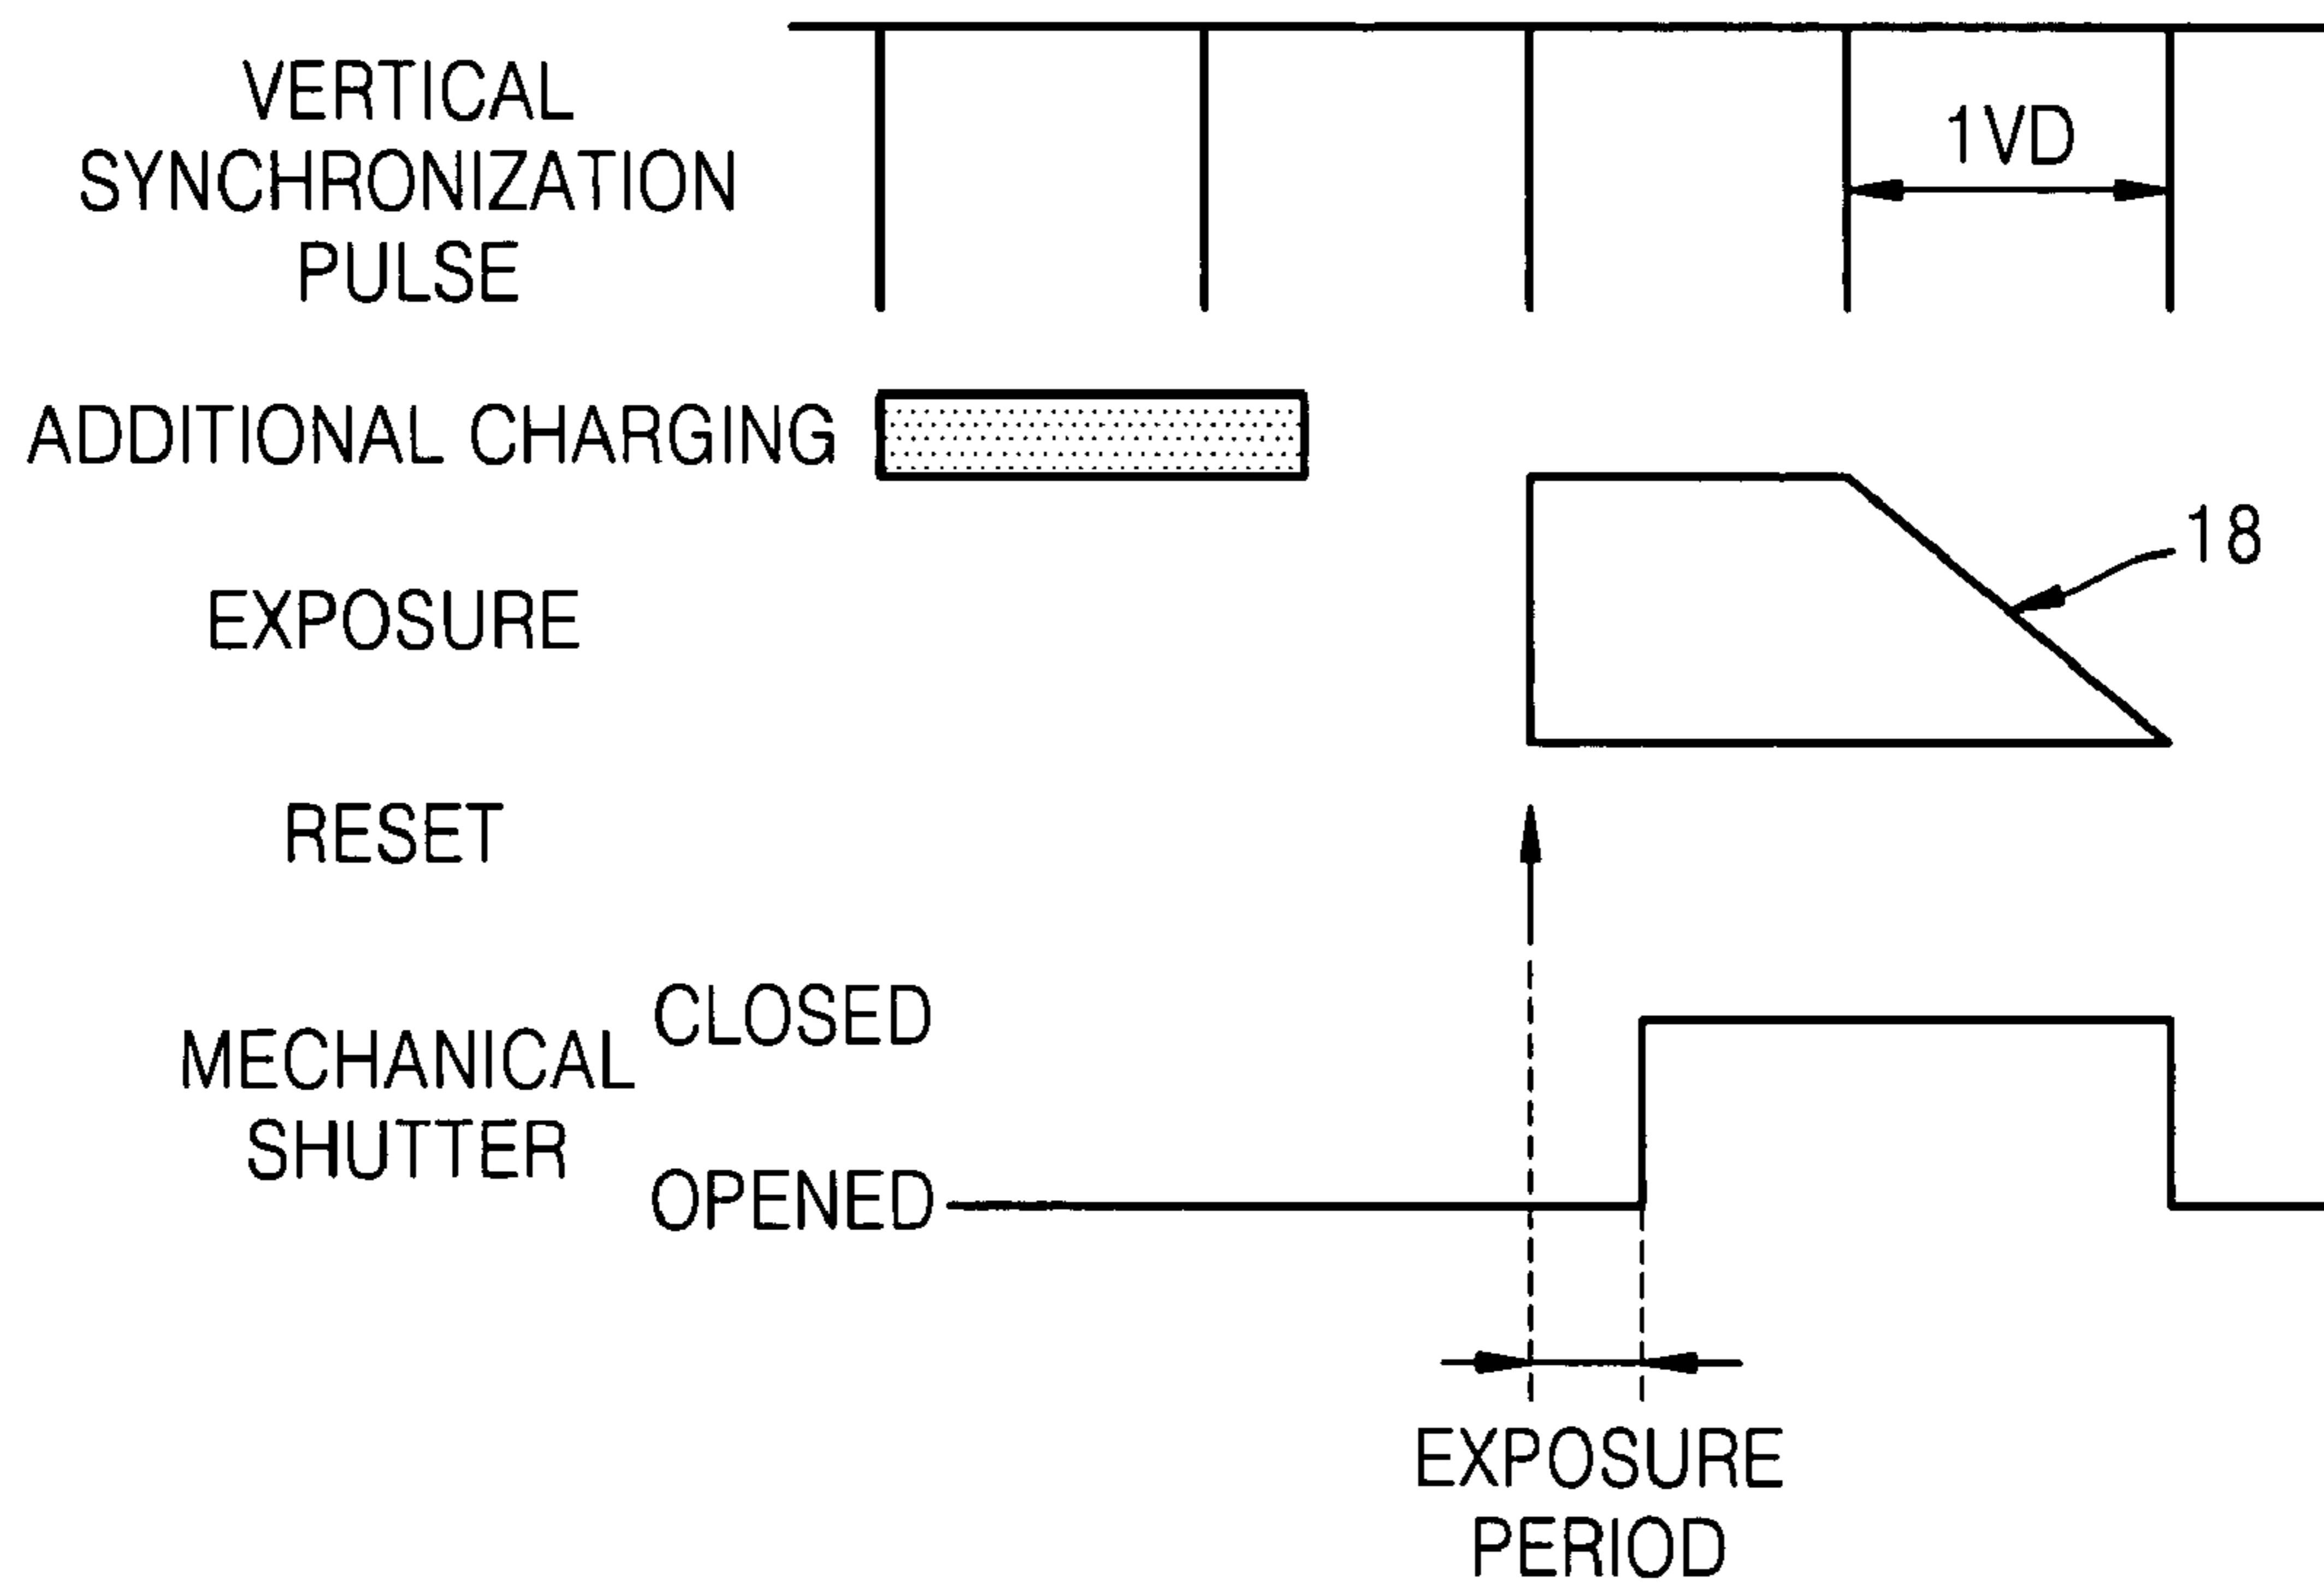 VERTICAL
SYNCHRONIZATION
PULSE
1VD
ADDITIONAL CHARGING
18
EXPOSURE
RESET
CLOSED
MECHANICAL
SHUTTER
OPENED
EXPOSURE
PERIOD